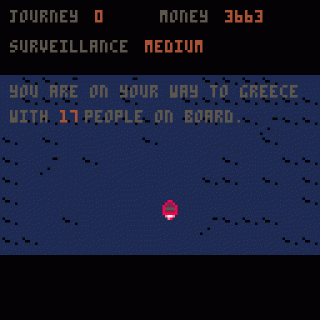 JOURNEY 0 MONEY 3663
SURVEILLANCE MEDIUM
YOU ARE ON YOUR WAY TO GREECE
WITH 17 PEOPLE ON BOARD.